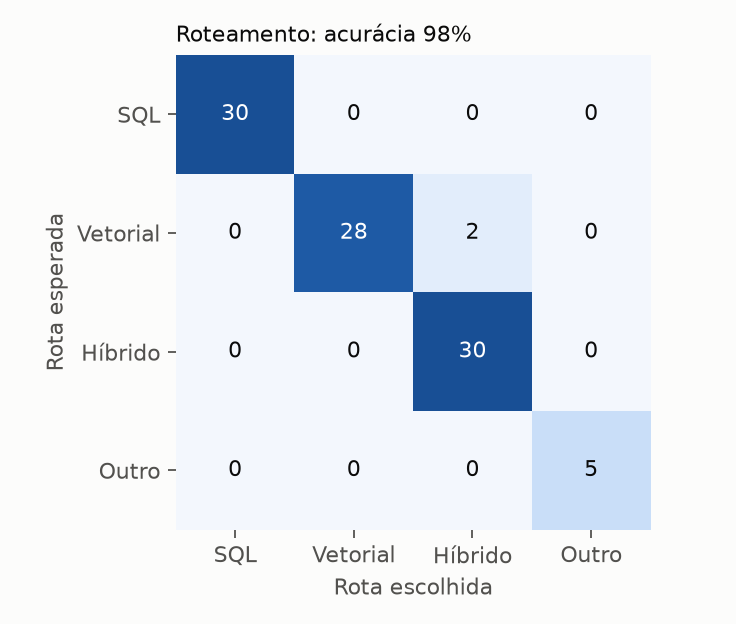 Roteamento: acurácia 98%
SQL 30 0 0 0
Vetorial 0 28 2 0
Híbrido 0 0 30 0
Outro 0 0 0 5
SQL Vetorial Híbrido Outro
Rota escolhida
Rota esperada